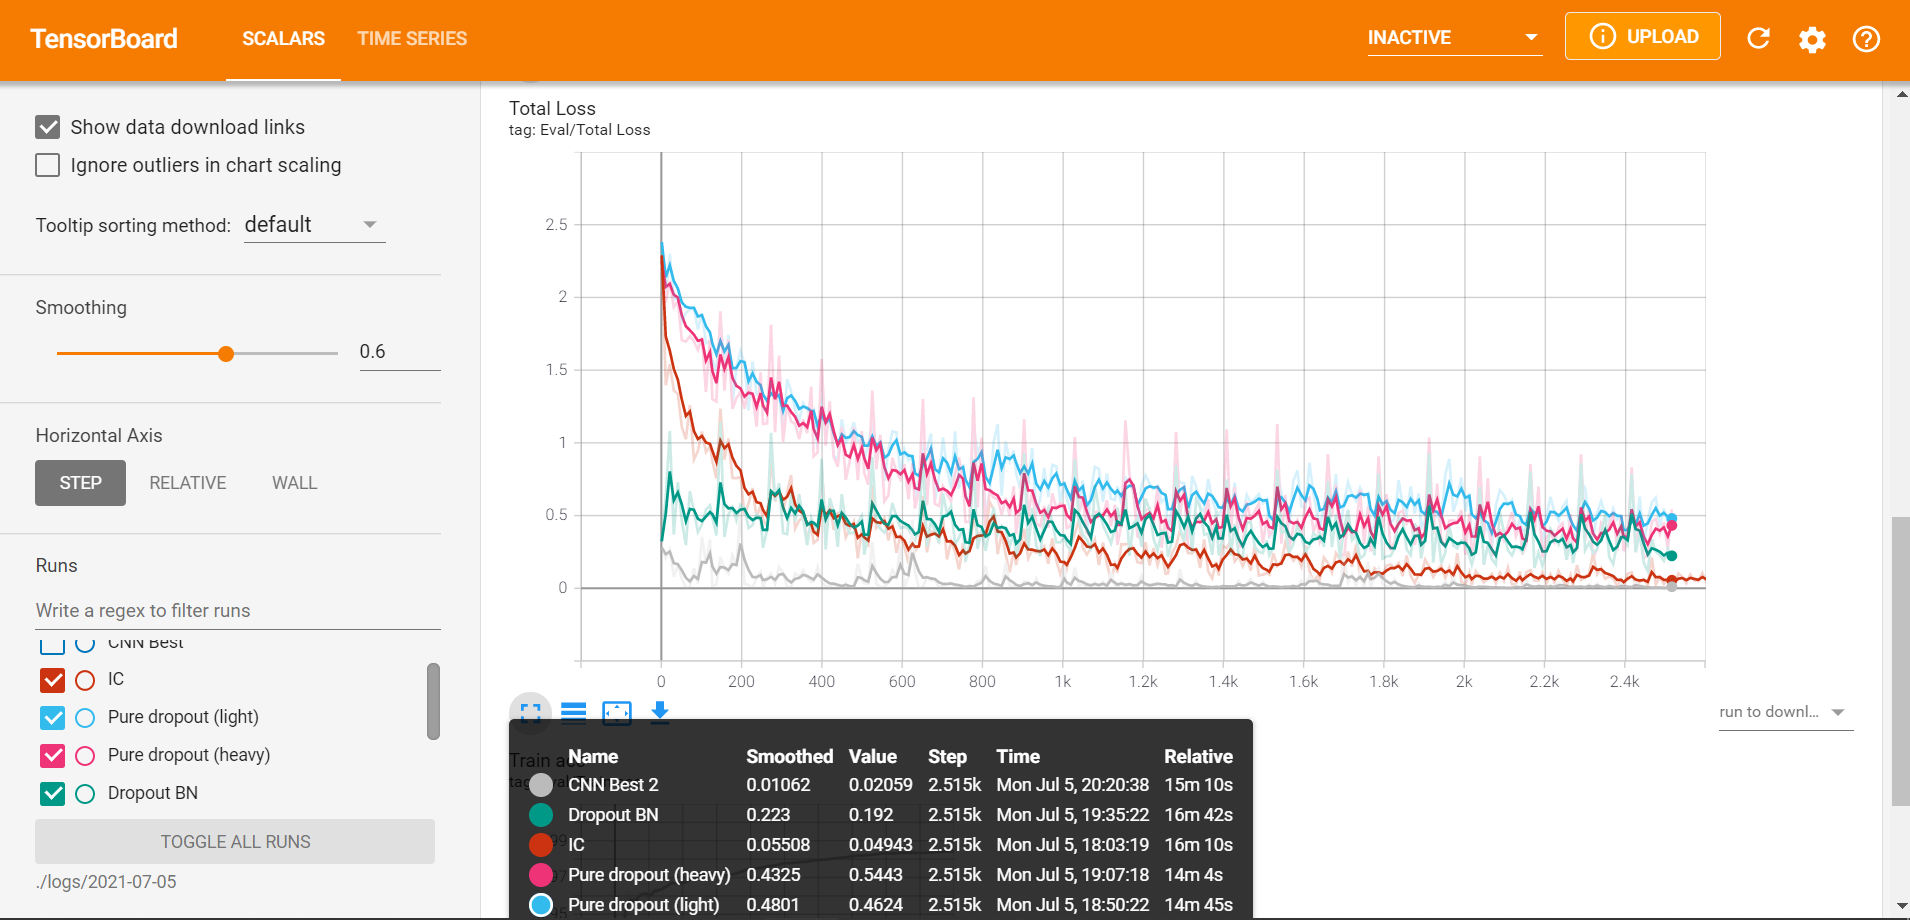 TensorBoard
SCALARS
TIME SERIES
INACTIVE
UPLOAD
Show data download links
Ignore outliers in chart scaling
Tooltip sorting method: default
Smoothing
0.6
Horizontal Axis
STEP RELATIVE WALL
Runs
Write a regex to filter runs
CNN Best
IC
Pure dropout (light)
Pure dropout (heavy)
Dropout BN
TOGGLE ALL RUNS
./logs/2021-07-05
Total Loss
tag: Eval/Total Loss
2.5
2
1.5
1
0.5
0
0 200 400 600 800 1k 1.2k 1.4k 1.6k 1.8k 2k 2.2k 2.4k
run to downl...
Name Smoothed Value Step Time Relative
CNN Best 2 0.01062 0.02059 2.515k Mon Jul 5, 20:20:38 15m 10s
Dropout BN 0.223 0.192 2.515k Mon Jul 5, 19:35:22 16m 42s
IC 0.05508 0.04943 2.515k Mon Jul 5, 18:03:19 16m 10s
Pure dropout (heavy) 0.4325 0.5443 2.515k Mon Jul 5, 19:07:18 14m 4s
Pure dropout (light) 0.4801 0.4624 2.515k Mon Jul 5, 18:50:22 14m 45s